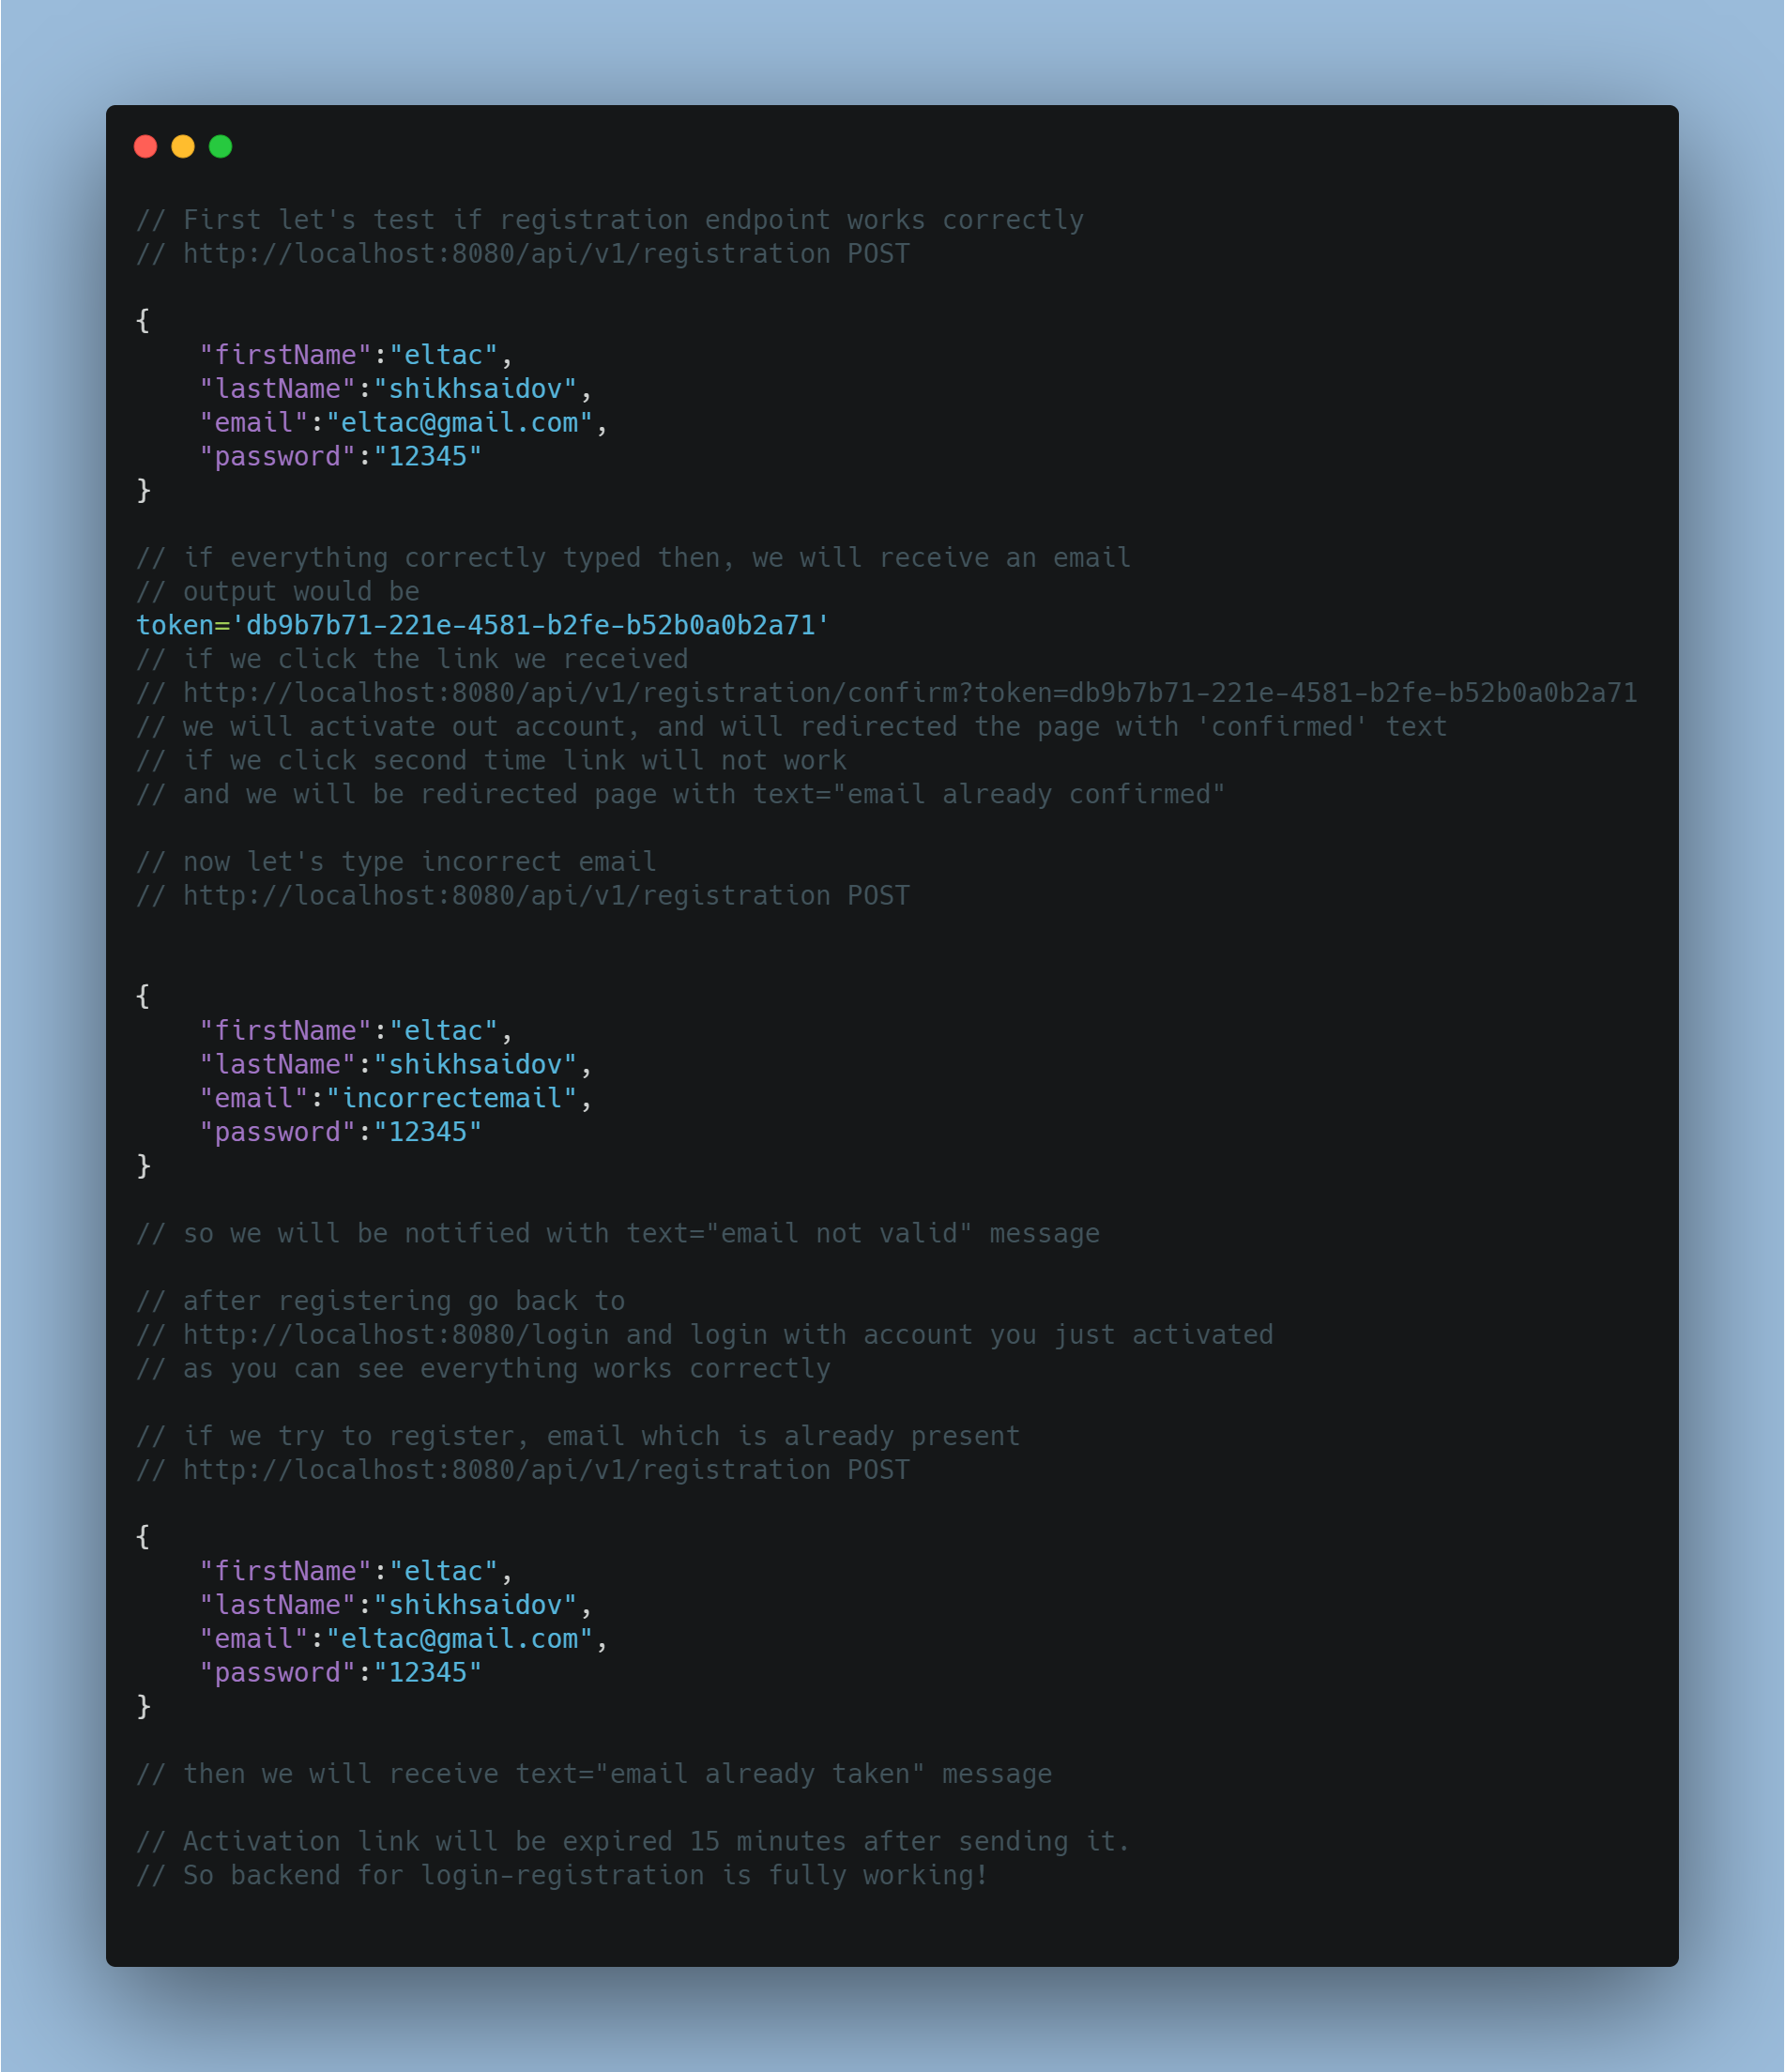 // First let's test if registration endpoint works correctly
// http://localhost:8080/api/v1/registration POST
{
    "firstName":"eltac",
    "lastName":"shikhsaidov",
    "email":"eltac@gmail.com",
    "password":"12345"
}
// if everything correctly typed then, we will receive an email
// output would be
token='db9b7b71-221e-4581-b2fe-b52b0a0b2a71'
// if we click the link we received
// http://localhost:8080/api/v1/registration/confirm?token=db9b7b71-221e-4581-b2fe-b52b0a0b2a71
// we will activate out account, and will redirected the page with 'confirmed' text
// if we click second time link will not work
// and we will be redirected page with text="email already confirmed"
// now let's type incorrect email
// http://localhost:8080/api/v1/registration POST
{
    "firstName":"eltac",
    "lastName":"shikhsaidov",
    "email":"incorrectemail",
    "password":"12345"
}
// so we will be notified with text="email not valid" message
// after registering go back to
// http://localhost:8080/login and login with account you just activated
// as you can see everything works correctly
// if we try to register, email which is already present
// http://localhost:8080/api/v1/registration POST
{
    "firstName":"eltac",
    "lastName":"shikhsaidov",
    "email":"eltac@gmail.com",
    "password":"12345"
}
// then we will receive text="email already taken" message
// Activation link will be expired 15 minutes after sending it.
// So backend for login-registration is fully working!